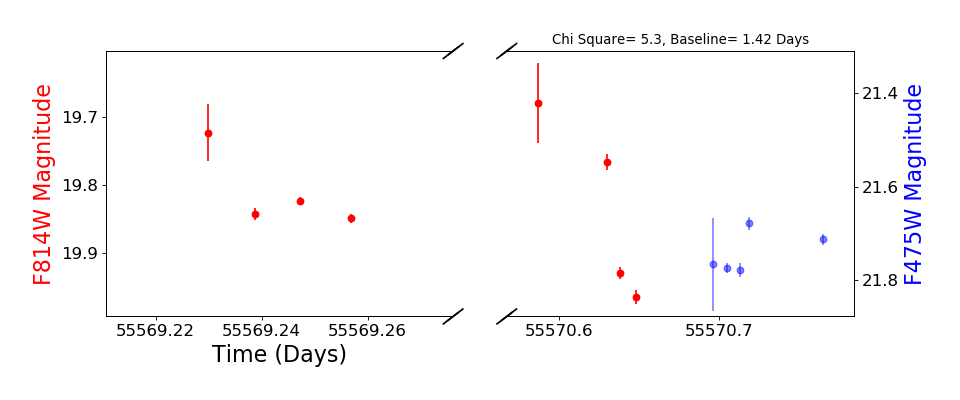 Chi Square= 5.3, Baseline= 1.42 Days
F814W Magnitude
19.7
19.8
19.9
21.4
21.6
21.8
F475W Magnitude
55569.22 55569.24 55569.26 55570.6 55570.7
Time (Days)